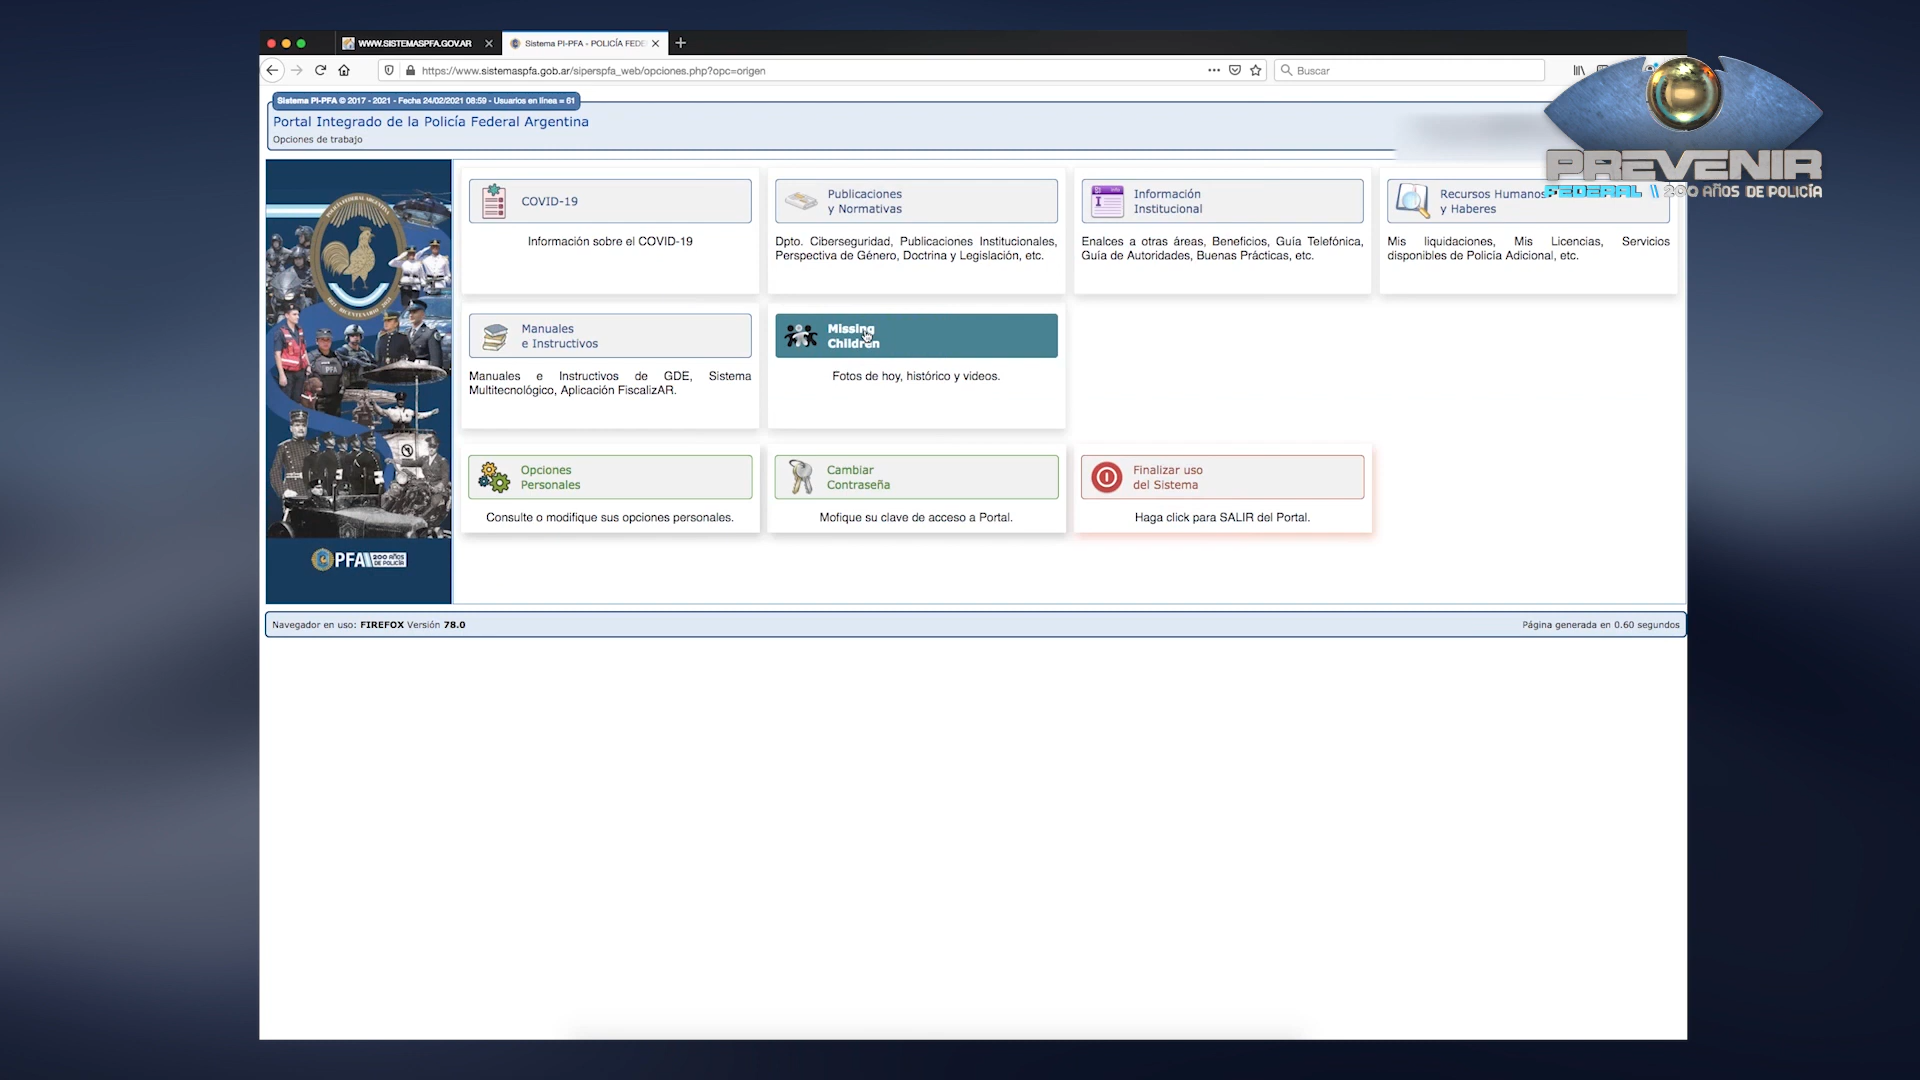 WWW.SISTEMASPFA.GOV.AR
Sistema PI-PFA - POLICÍA FEDE
https://www.sistemaspfa.gob.ar/siperspfa_web/opciones.php?opc=origen
Buscar
Sistema PI-PFA © 2017 - 2021 - Fecha 24/02/2021 08:59 - Usuarios en línea = 61
Portal Integrado de la Policía Federal Argentina
Opciones de trabajo
PREVENIR
FEDERAL \\ 200 AÑOS DE POLICÍA
COVID-19
Información sobre el COVID-19
Publicaciones
y Normativas
Dpto. Ciberseguridad, Publicaciones Institucionales,
Perspectiva de Género, Doctrina y Legislación, etc.
Información
Institucional
Enalces a otras áreas, Beneficios, Guía Telefónica,
Guía de Autoridades, Buenas Prácticas, etc.
Recursos Humanos
y Haberes
Mis liquidaciones, Mis Licencias, Servicios
disponibles de Policía Adicional, etc.
Manuales
e Instructivos
Manuales e Instructivos de GDE, Sistema
Multitecnológico, Aplicación FiscalizAR.
Missing
Children
Fotos de hoy, histórico y videos.
Opciones
Personales
Consulte o modifique sus opciones personales.
Cambiar
Contraseña
Mofique su clave de acceso a Portal.
Finalizar uso
del Sistema
Haga click para SALIR del Portal.
PFA
PFA 200 AÑOS
DE POLICÍA
Navegador en uso: FIREFOX Versión 78.0
Página generada en 0.60 segundos